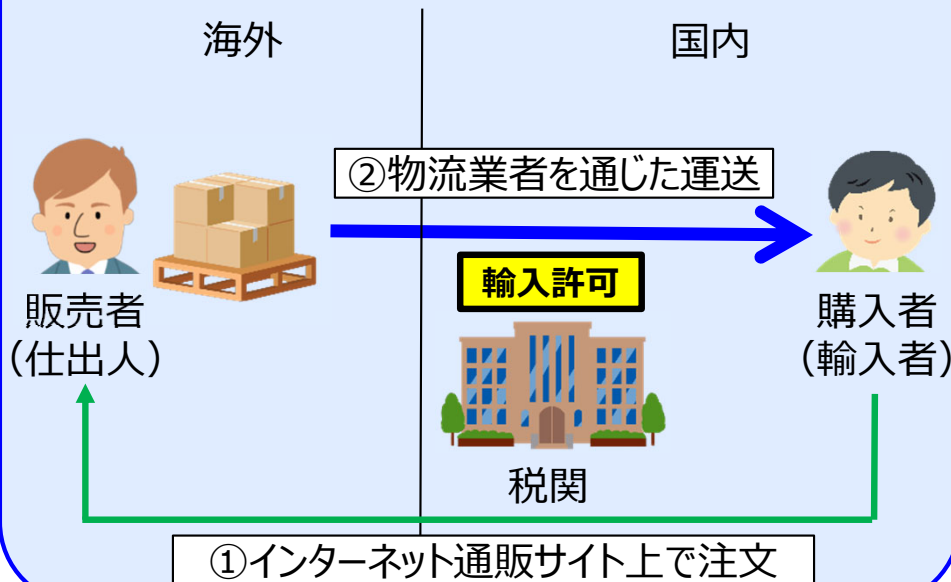 海外
国内
②物流業者を通じた運送
輸入許可
販売者
(仕出人)
購入者
(輸入者)
税関
①インターネット通販サイト上で注文